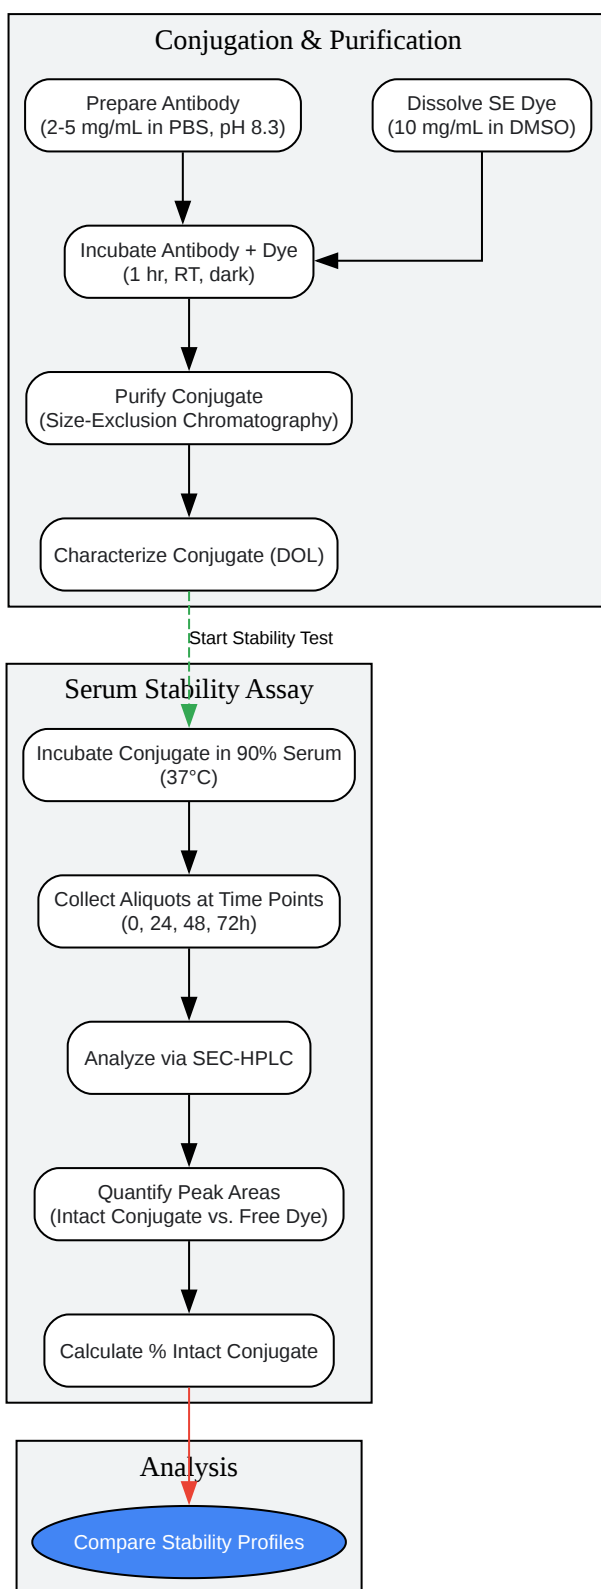 Conjugation & Purification
Prepare Antibody
(2-5 mg/mL in PBS, pH 8.3)
Dissolve SE Dye
(10 mg/mL in DMSO)
Incubate Antibody + Dye
(1 hr, RT, dark)
Purify Conjugate
(Size-Exclusion Chromatography)
Characterize Conjugate (DOL)
Start Stability Test
Serum Stability Assay
Incubate Conjugate in 90% Serum
(37°C)
Collect Aliquots at Time Points
(0, 24, 48, 72h)
Analyze via SEC-HPLC
Quantify Peak Areas
(Intact Conjugate vs. Free Dye)
Calculate % Intact Conjugate
Analysis
Compare Stability Profiles